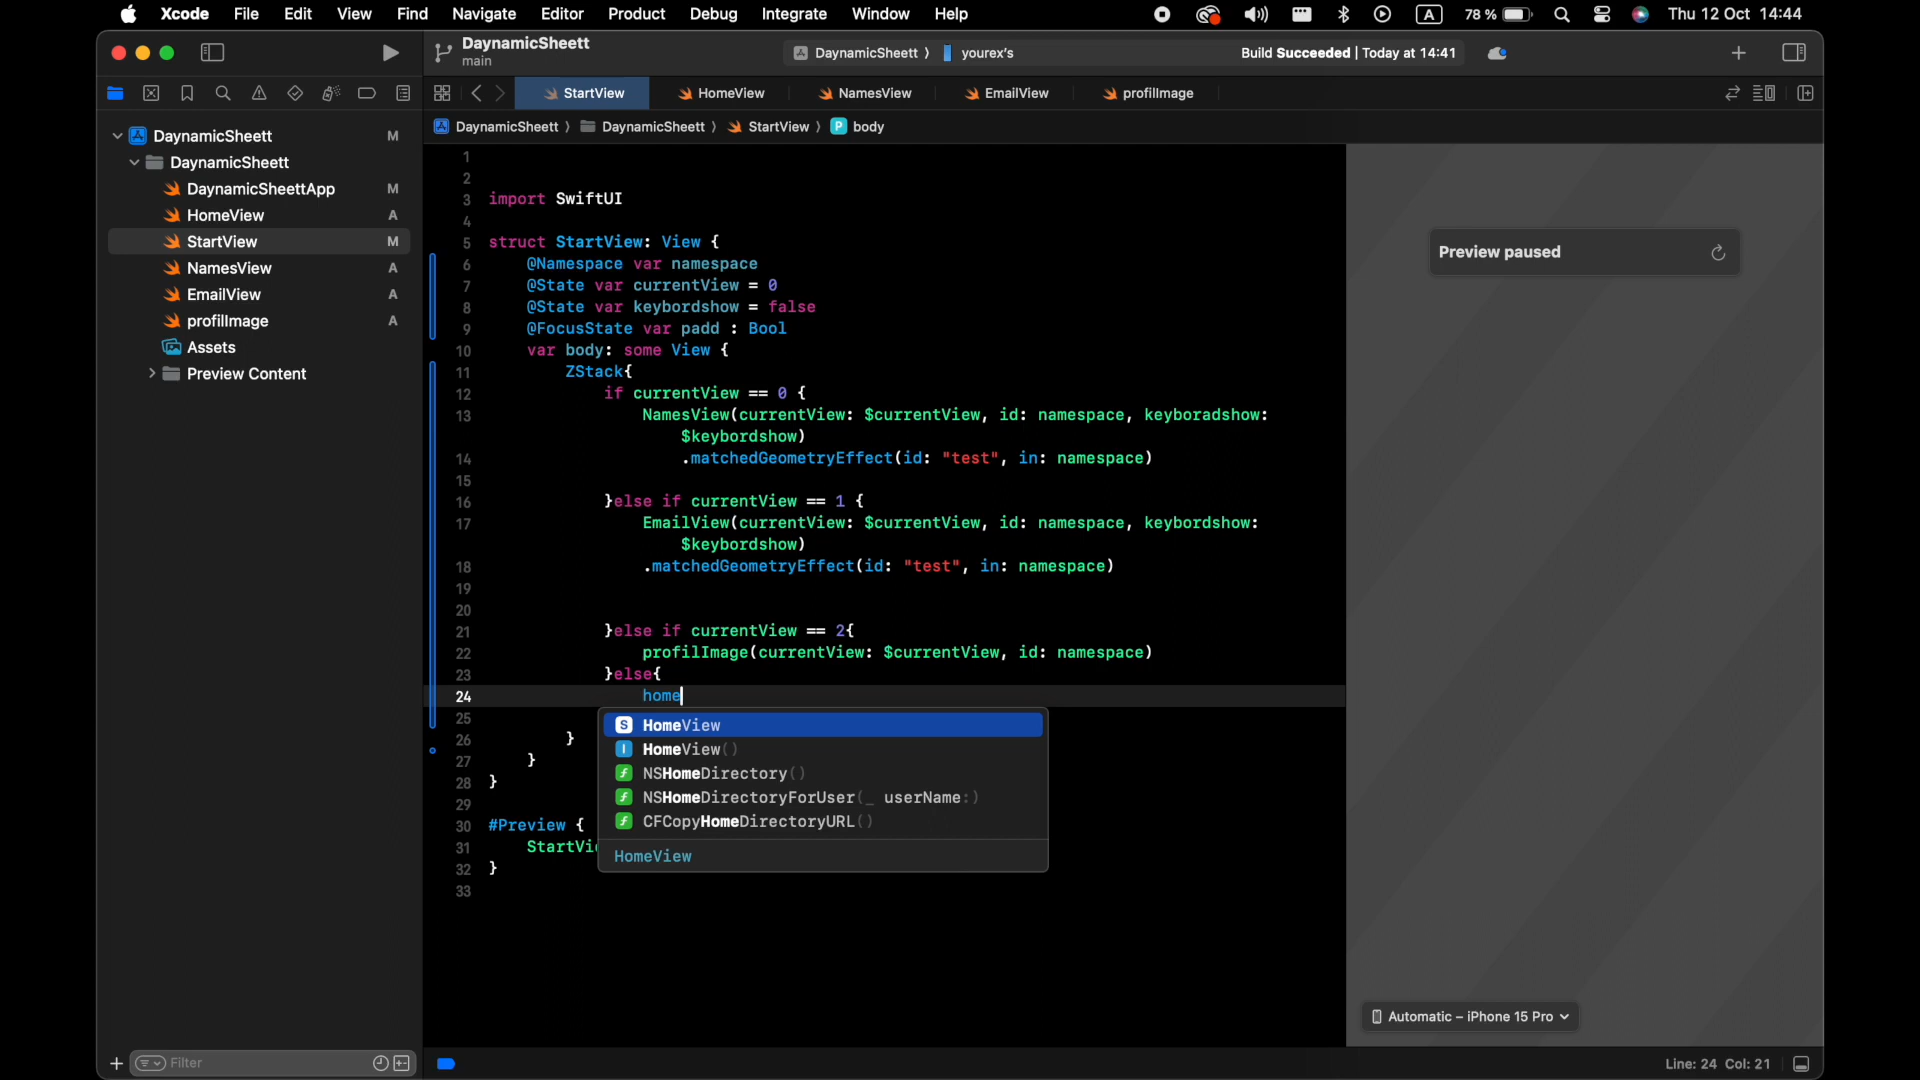 Xcode File Edit View Find Navigate Editor Product Debug Integrate Window Help A 78 % Thu 12 Oct 14:44
DaynamicSheett
main
DaynamicSheett ⟩ yourex's
Build Succeeded | Today at 14:41
StartView HomeView NamesView EmailView profilImage
DaynamicSheett ⟩ DaynamicSheett ⟩ StartView ⟩ P body
DaynamicSheett M
DaynamicSheett
DaynamicSheettApp M
HomeView A
StartView M
NamesView A
EmailView A
profilImage A
Assets
Preview Content
1
2
3 import SwiftUI
4
5 struct StartView: View {
6 @Namespace var namespace
7 @State var currentView = 0
8 @State var keybordshow = false
9 @FocusState var padd : Bool
10 var body: some View {
11 ZStack{
12 if currentView == 0 {
13 NamesView(currentView: $currentView, id: namespace, keyboradshow:
$keybordshow)
14 .matchedGeometryEffect(id: "test", in: namespace)
15
16 }else if currentView == 1 {
17 EmailView(currentView: $currentView, id: namespace, keybordshow:
$keybordshow)
18 .matchedGeometryEffect(id: "test", in: namespace)
19
20
21 }else if currentView == 2{
22 profilImage(currentView: $currentView, id: namespace)
23 }else{
24 home
25
26 }
27 }
28 }
29
30 #Preview {
31 StartVi
32 }
33
S HomeView
I HomeView()
f NSHomeDirectory()
f NSHomeDirectoryForUser(_ userName:)
f CFCopyHomeDirectoryURL()
HomeView
Preview paused
Automatic – iPhone 15 Pro
Filter
Line: 24 Col: 21